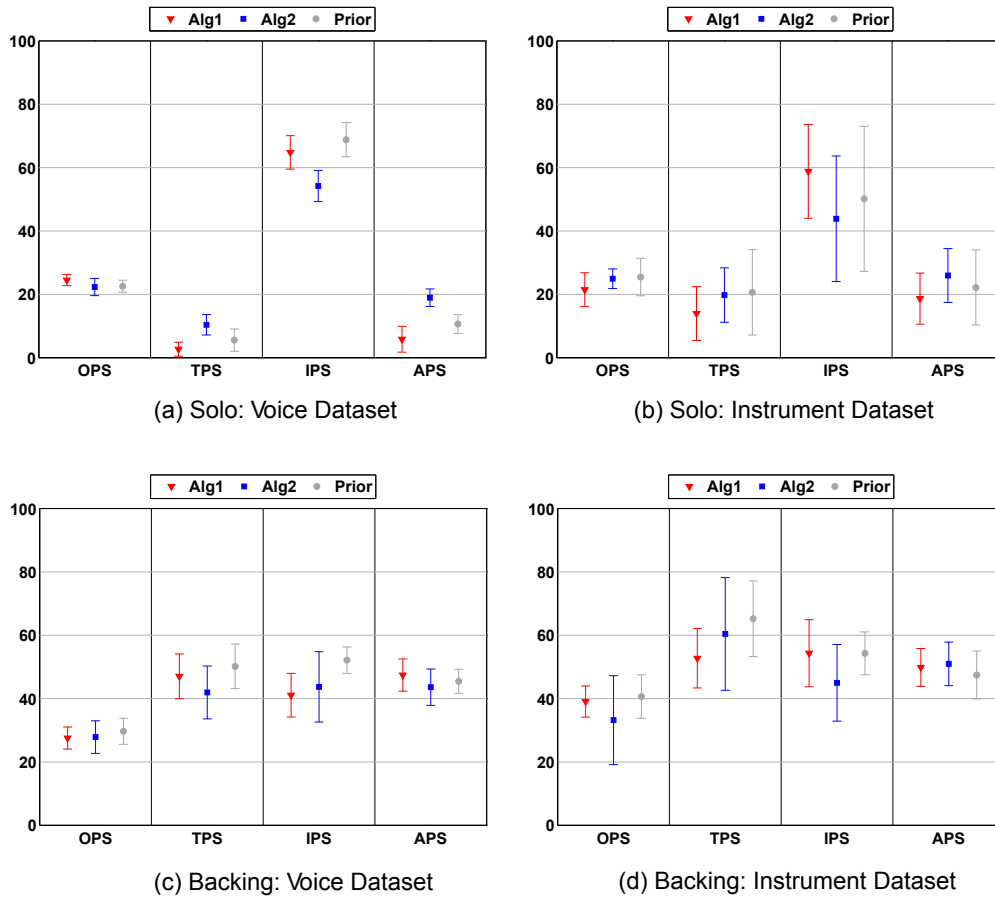 Alg1 Alg2 Prior
100
80
60
40
20
0
OPS TPS IPS APS
(a) Solo: Voice Dataset
Alg1 Alg2 Prior
100
80
60
40
20
0
OPS TPS IPS APS
(b) Solo: Instrument Dataset
Alg1 Alg2 Prior
100
80
60
40
20
0
OPS TPS IPS APS
(c) Backing: Voice Dataset
Alg1 Alg2 Prior
100
80
60
40
20
0
OPS TPS IPS APS
(d) Backing: Instrument Dataset